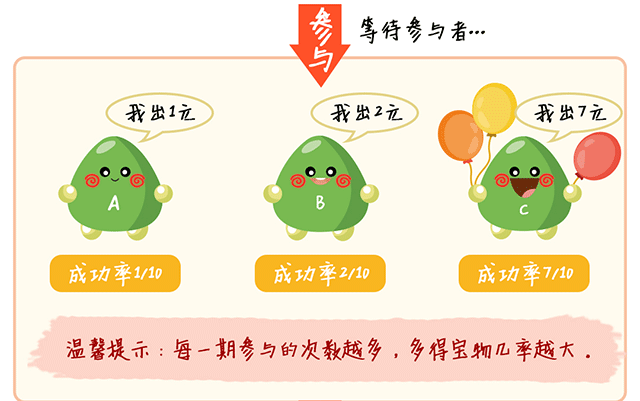 参与
等待参与者…
我出1元
我出2元
我出7元
A
B
C
成功率1/10
成功率2/10
成功率7/10
温馨提示：每一期参与的次数越多，多得宝物几率越大。